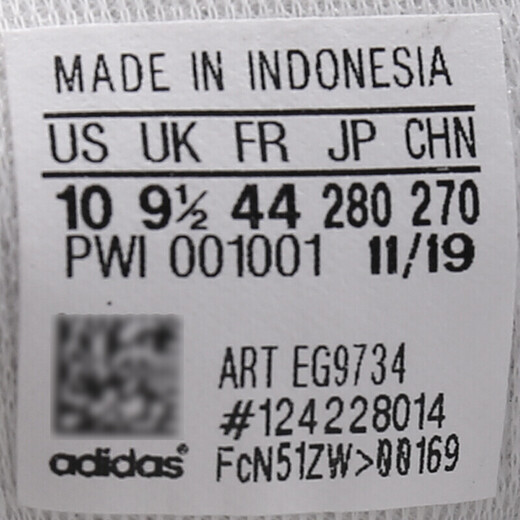 MADE IN INDONESIA
US UK FR JP CHN
10 9½ 44 280 270
PWI 001001 11/19
ART EG9734
#124228014
adidas® FcN51ZW>00169